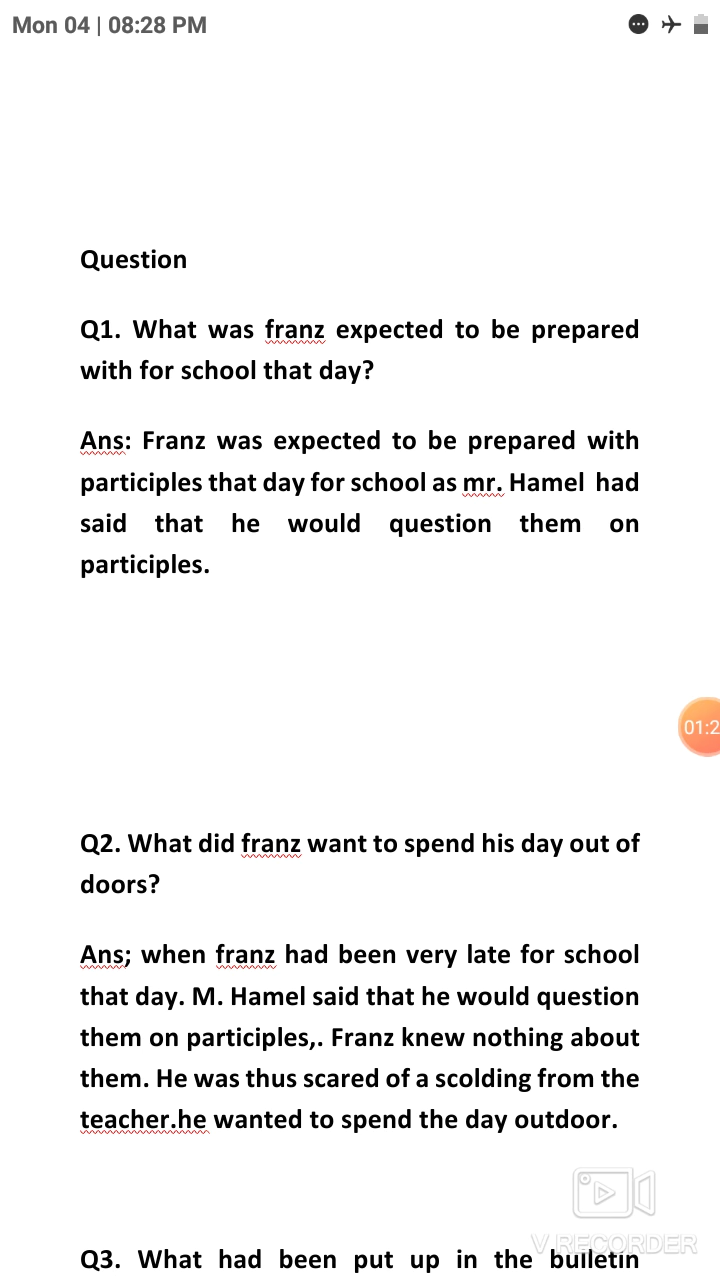 Mon 04 | 08:28 PM
Question
Q1. What was franz expected to be prepared
with for school that day?
Ans: Franz was expected to be prepared with
participles that day for school as mr. Hamel had
said that he would question them on
participles.
01:2
Q2. What did franz want to spend his day out of
doors?
Ans; when franz had been very late for school
that day. M. Hamel said that he would question
them on participles,. Franz knew nothing about
them. He was thus scared of a scolding from the
teacher.he wanted to spend the day outdoor.
V RECORDER
Q3. What had been put up in the bulletin